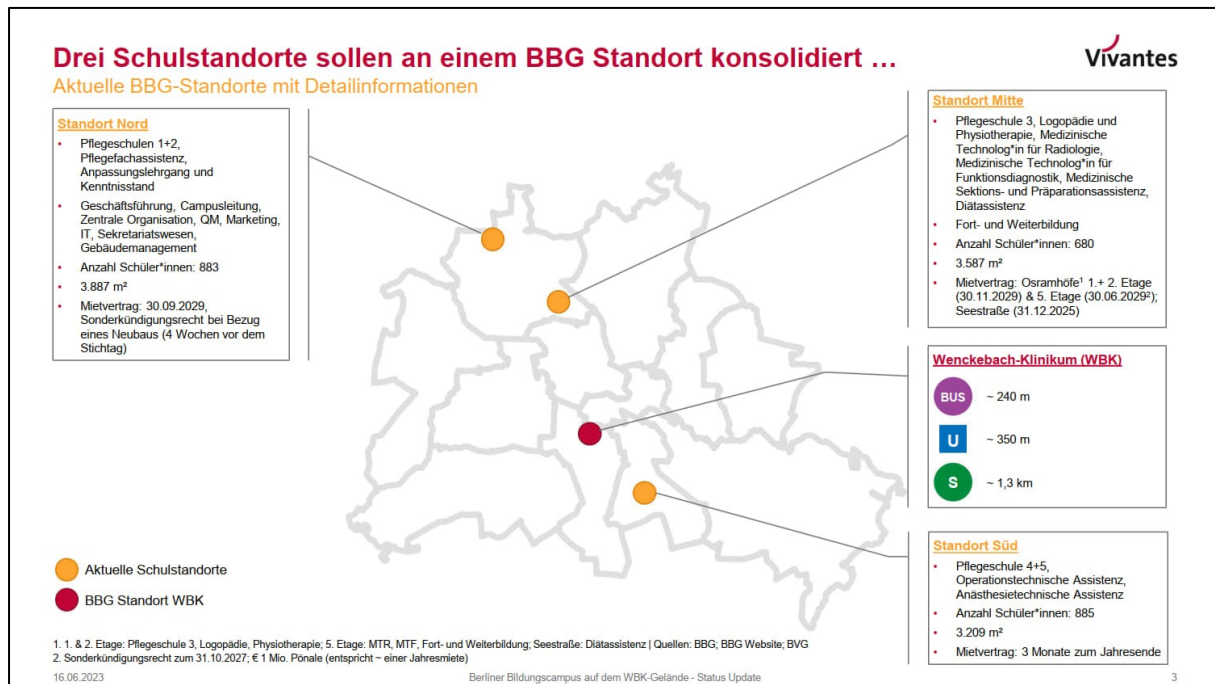 Drei Schulstandorte sollen an einem BBG Standort konsolidiert …
Aktuelle BBG-Standorte mit Detailinformationen
Vivantes
Standort Nord
• Pflegeschulen 1+2,
Pflegefachassistenz,
Anpassungslehrgang und
Kenntnisstand
• Geschäftsführung, Campusleitung,
Zentrale Organisation, QM, Marketing,
IT, Sekretariatswesen,
Gebäudemanagement
• Anzahl Schüler*innen: 883
• 3.887 m²
• Mietvertrag: 30.09.2029,
Sonderkündigungsrecht bei Bezug
eines Neubaus (4 Wochen vor dem
Stichtag)
Standort Mitte
• Pflegeschule 3, Logopädie und
Physiotherapie, Medizinische
Technolog*in für Radiologie,
Medizinische Technolog*in für
Funktionsdiagnostik, Medizinische
Sektions- und Präparationsassistenz,
Diätassistenz
• Fort- und Weiterbildung
• Anzahl Schüler*innen: 680
• 3.587 m²
• Mietvertrag: Osramhöfe¹ 1.+ 2. Etage
(30.11.2029) & 5. Etage (30.06.2029²);
Seestraße (31.12.2025)
Wenckebach-Klinikum (WBK)
BUS ~ 240 m
U ~ 350 m
S ~ 1,3 km
Standort Süd
• Pflegeschule 4+5,
Operationstechnische Assistenz,
Anästhesietechnische Assistenz
• Anzahl Schüler*innen: 885
• 3.209 m²
• Mietvertrag: 3 Monate zum Jahresende
Aktuelle Schulstandorte
BBG Standort WBK
1. 1. & 2. Etage: Pflegeschule 3, Logopädie, Physiotherapie; 5. Etage: MTR, MTF, Fort- und Weiterbildung; Seestraße: Diätassistenz | Quellen: BBG; BBG Website; BVG
2. Sonderkündigungsrecht zum 31.10.2027; € 1 Mio. Pönale (entspricht ~ einer Jahresmiete)
16.06.2023
Berliner Bildungscampus auf dem WBK-Gelände - Status Update
3